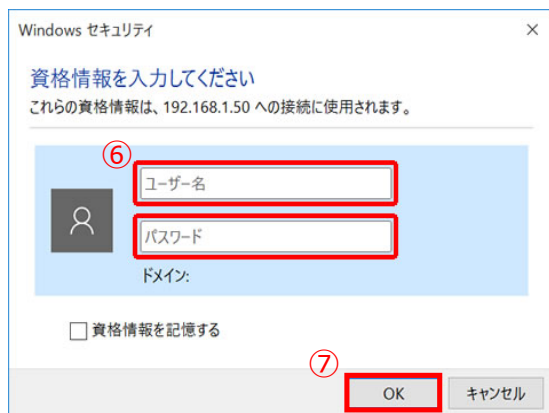 Windows セキュリティ
資格情報を入力してください
これらの資格情報は、192.168.1.50 への接続に使用されます。
⑥
ユーザー名
パスワード
ドメイン:
資格情報を記憶する
⑦
OK
キャンセル